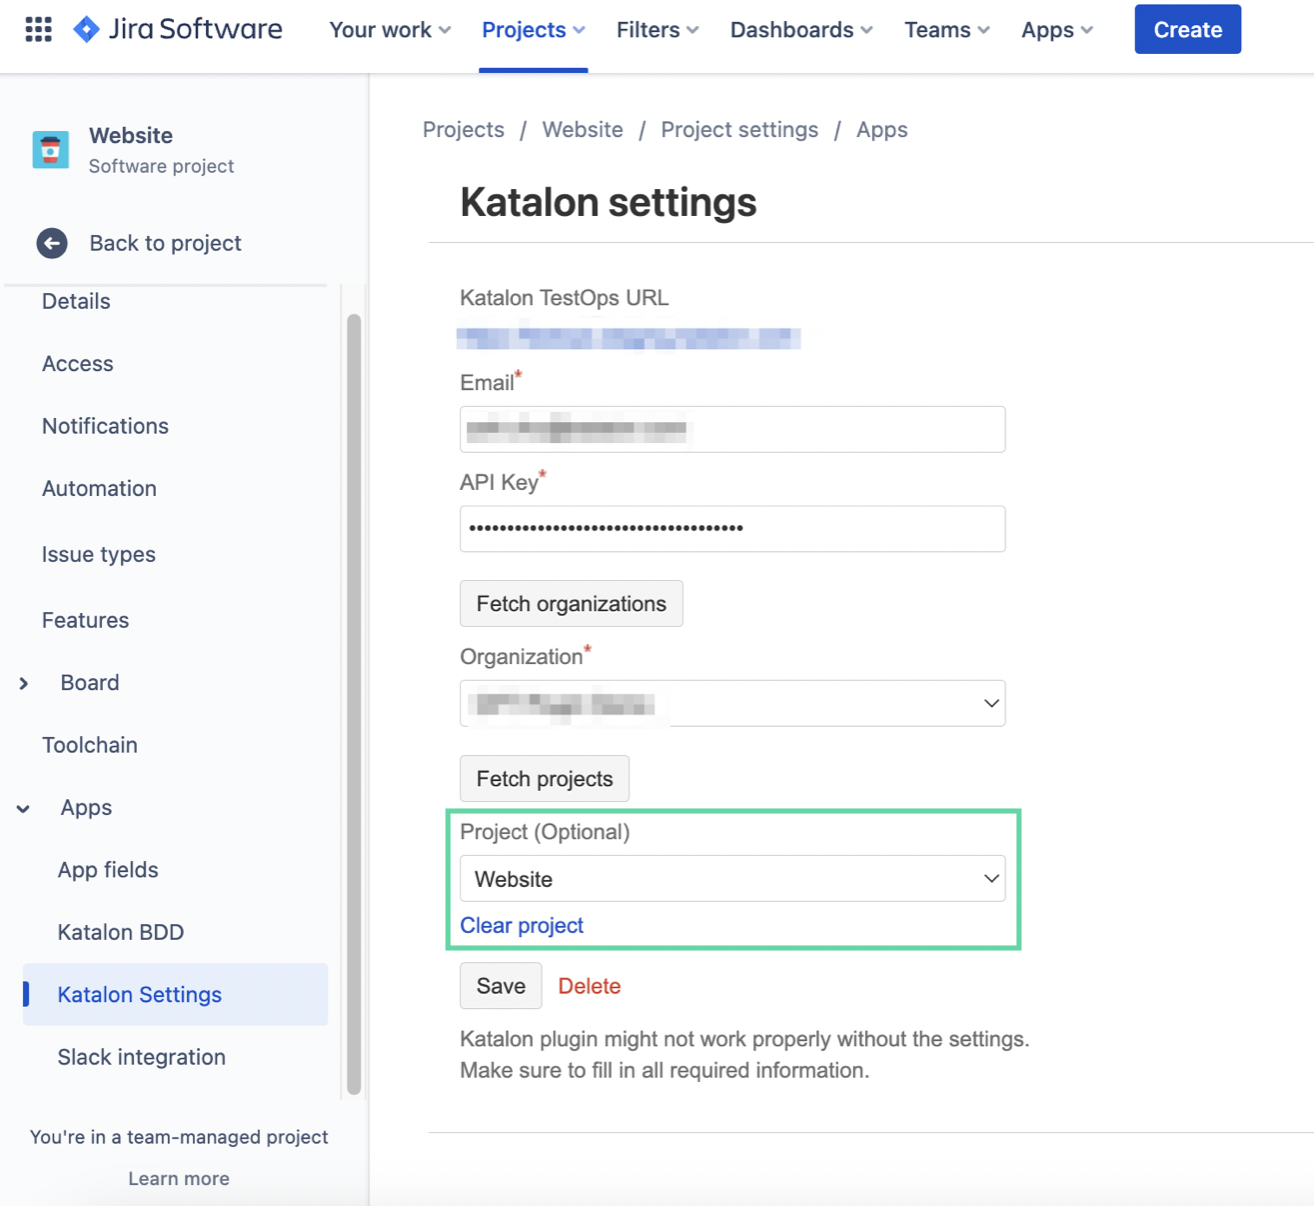 Jira Software Your work Projects Filters Dashboards Teams Apps Create
Website
Software project
Back to project
Details
Access
Notifications
Automation
Issue types
Features
Board
Toolchain
Apps
App fields
Katalon BDD
Katalon Settings
Slack integration
You're in a team-managed project
Learn more
Projects / Website / Project settings / Apps
Katalon settings
Katalon TestOps URL
Email*
API Key*
••••••••••••••••••••••••••••••••••••
Fetch organizations
Organization*
Fetch projects
Project (Optional)
Website
Clear project
Save Delete
Katalon plugin might not work properly without the settings.
Make sure to fill in all required information.